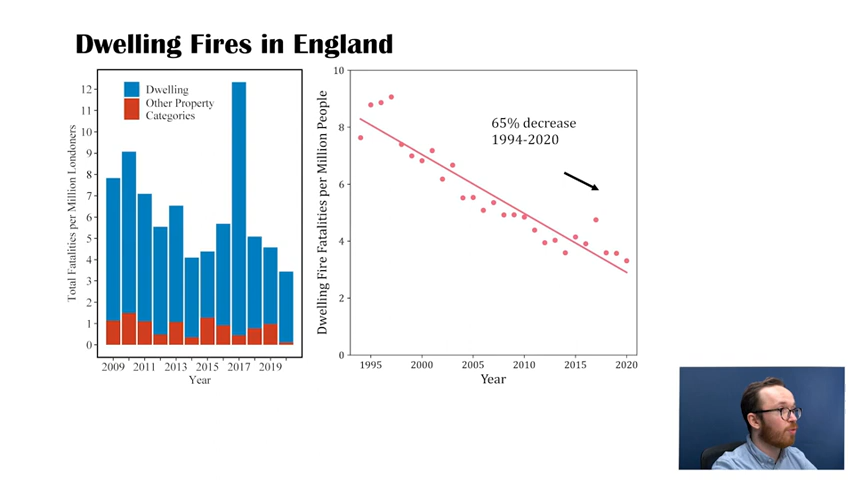 Dwelling Fires in England
Dwelling
Other Property
Categories
Total Fatalities per Million Londoners
12
11
10
9
8
7
6
5
4
3
2
1
0
2009 2011 2013 2015 2017 2019
Year
Dwelling Fire Fatalities per Million People
10
8
6
4
2
0
65% decrease
1994-2020
1995 2000 2005 2010 2015 2020
Year